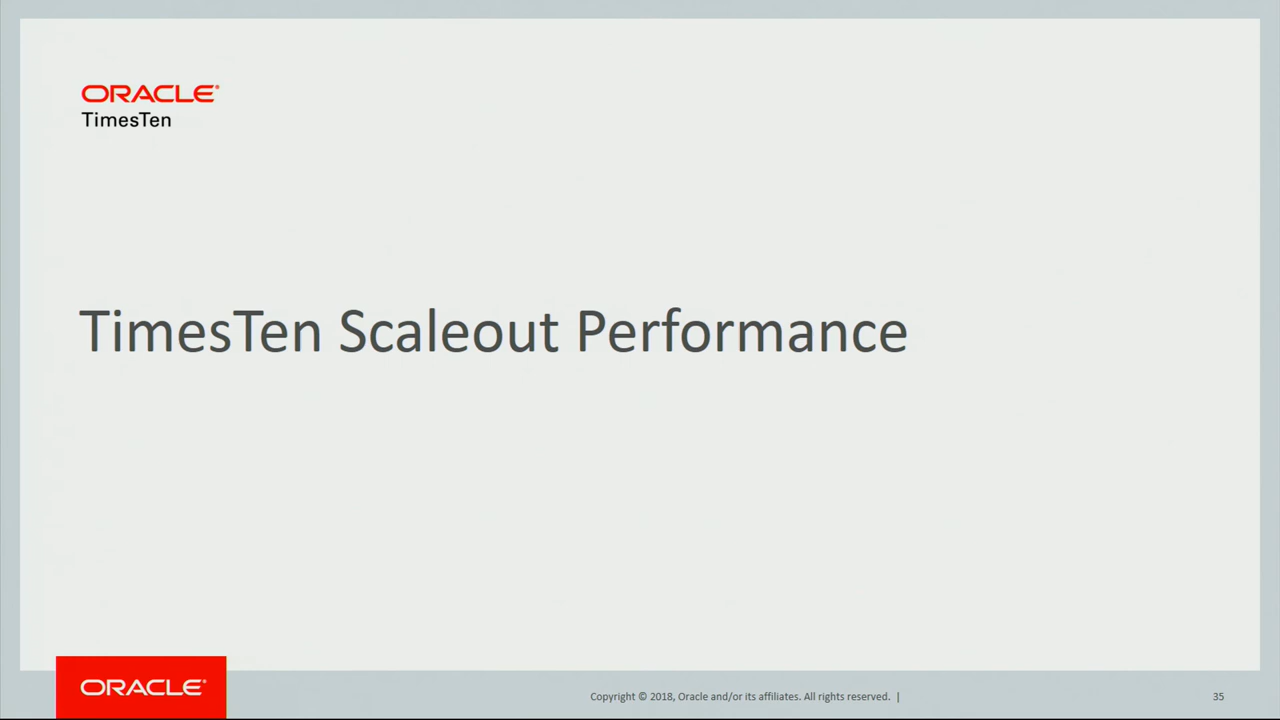 ORACLE®
TimesTen
TimesTen Scaleout Performance
ORACLE®
Copyright © 2018, Oracle and/or its affiliates. All rights reserved. |
35